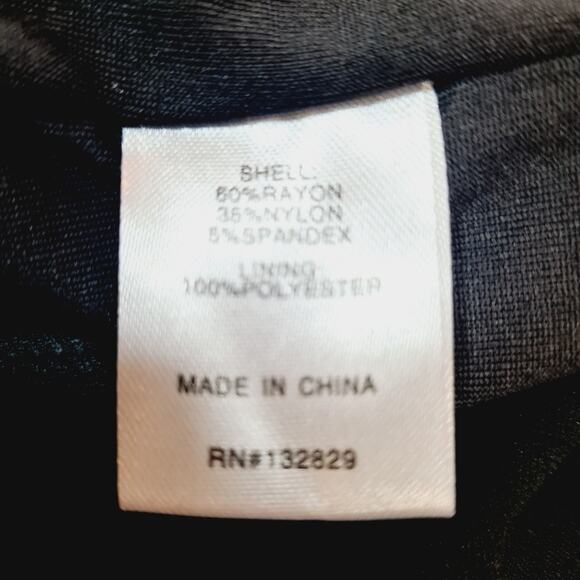 SHELL:
60%RAYON
35%NYLON
5%SPANDEX
LINING:
100%POLYESTER
MADE IN CHINA
RN#132829